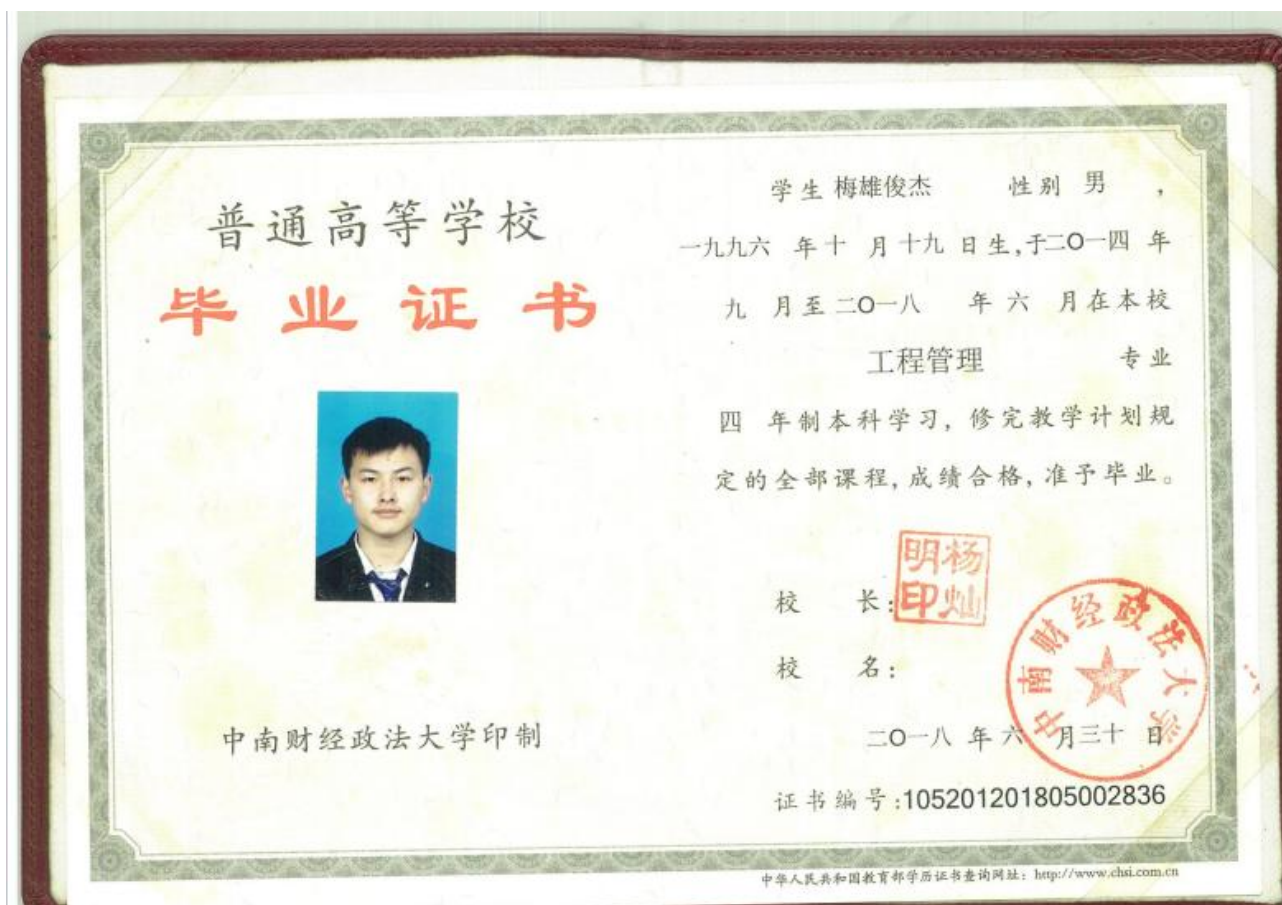 普通高等学校
毕业证书
中南财经政法大学印制
学生 梅雄俊杰 性别 男 ，
一九九六 年十 月十九 日生,于二O一四 年
九 月至二O一八 年 六 月在本校
工程管理 专业
四 年制本科学习, 修完教学计划规
定的全部课程,成绩合格,准予毕业。
校 长:
杨灿
明印
校 名:
中南财经政法大学
二O一八 年六 月三十 日
证书编号:105201201805002836
中华人民共和国教育部学历证书查询网址: http://www.chsi.com.cn